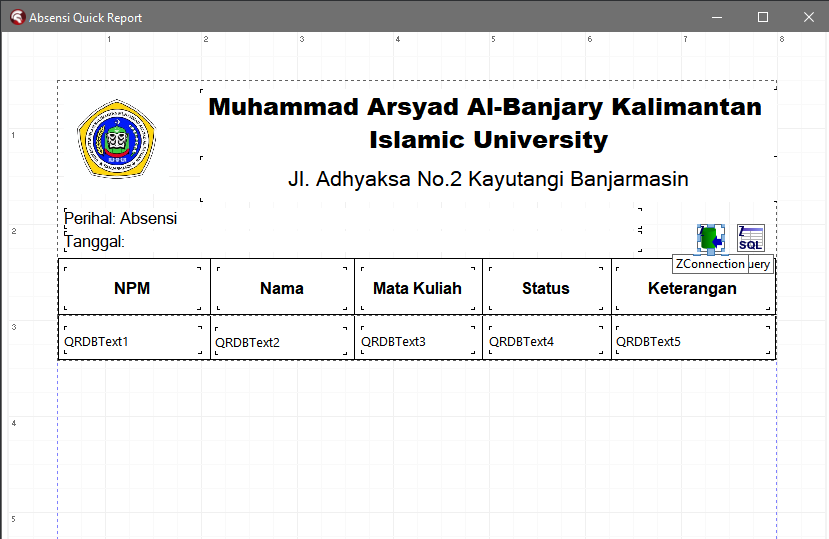 Absensi Quick Report
1 2 3 4 5 6 7 8
Muhammad Arsyad Al-Banjary Kalimantan
Islamic University
Jl. Adhyaksa No.2 Kayutangi Banjarmasin
1
Perihal: Absensi
2
Tanggal:
Z
Z
SQL
ZConnection uery
NPM Nama Mata Kuliah Status Keterangan
3
QRDBText1 QRDBText2 QRDBText3 QRDBText4 QRDBText5
4
5